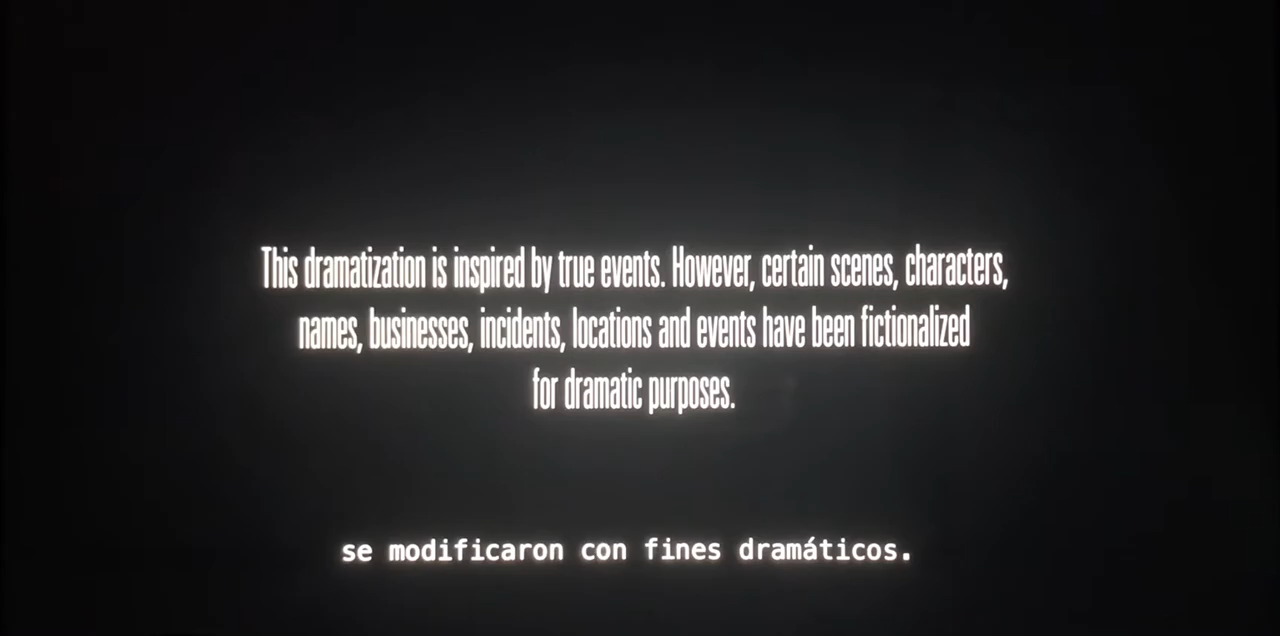 This dramatization is inspired by true events. However, certain scenes, characters,
names, businesses, incidents, locations and events have been fictionalized
for dramatic purposes.
se modificaron con fines dramáticos.